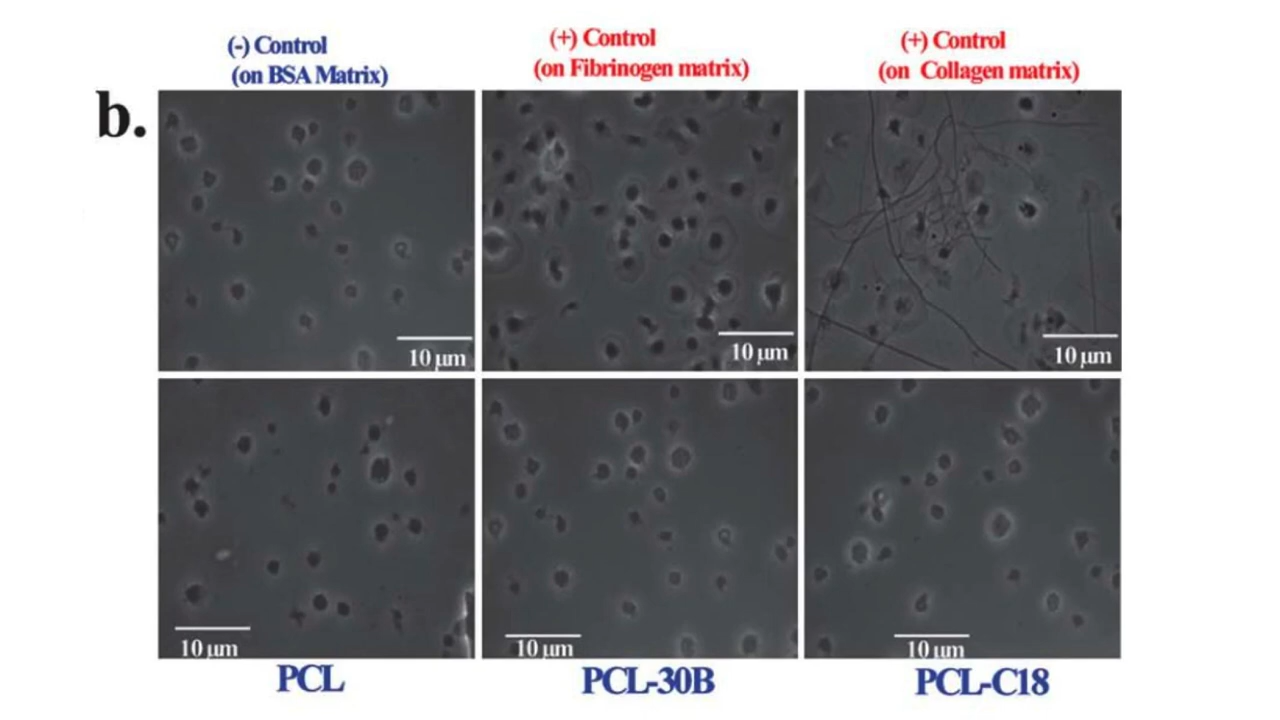 (-) Control
(on BSA Matrix)
(+) Control
(on Fibrinogen matrix)
(+) Control
(on Collagen matrix)
b.
10 µm
10 µm
10 µm
10 µm
10 µm
10 µm
PCL
PCL-30B
PCL-C18